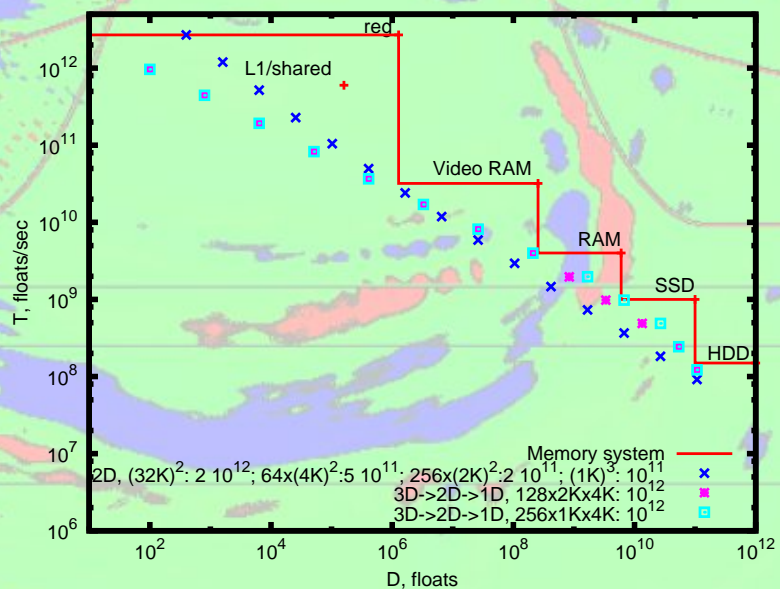 reg
L1/shared
Video RAM
RAM
SSD
HDD
10^12
10^11
10^10
10^9
10^8
10^7
10^6
T, floats/sec
Memory system
2D, (32K)^2: 2 10^12; 64x(4K)^2:5 10^11; 256x(2K)^2:2 10^11; (1K)^3: 10^11
3D->2D->1D, 128x2Kx4K: 10^12
3D->2D->1D, 256x1Kx4K: 10^12
10^2 10^4 10^6 10^8 10^10 10^12
D, floats